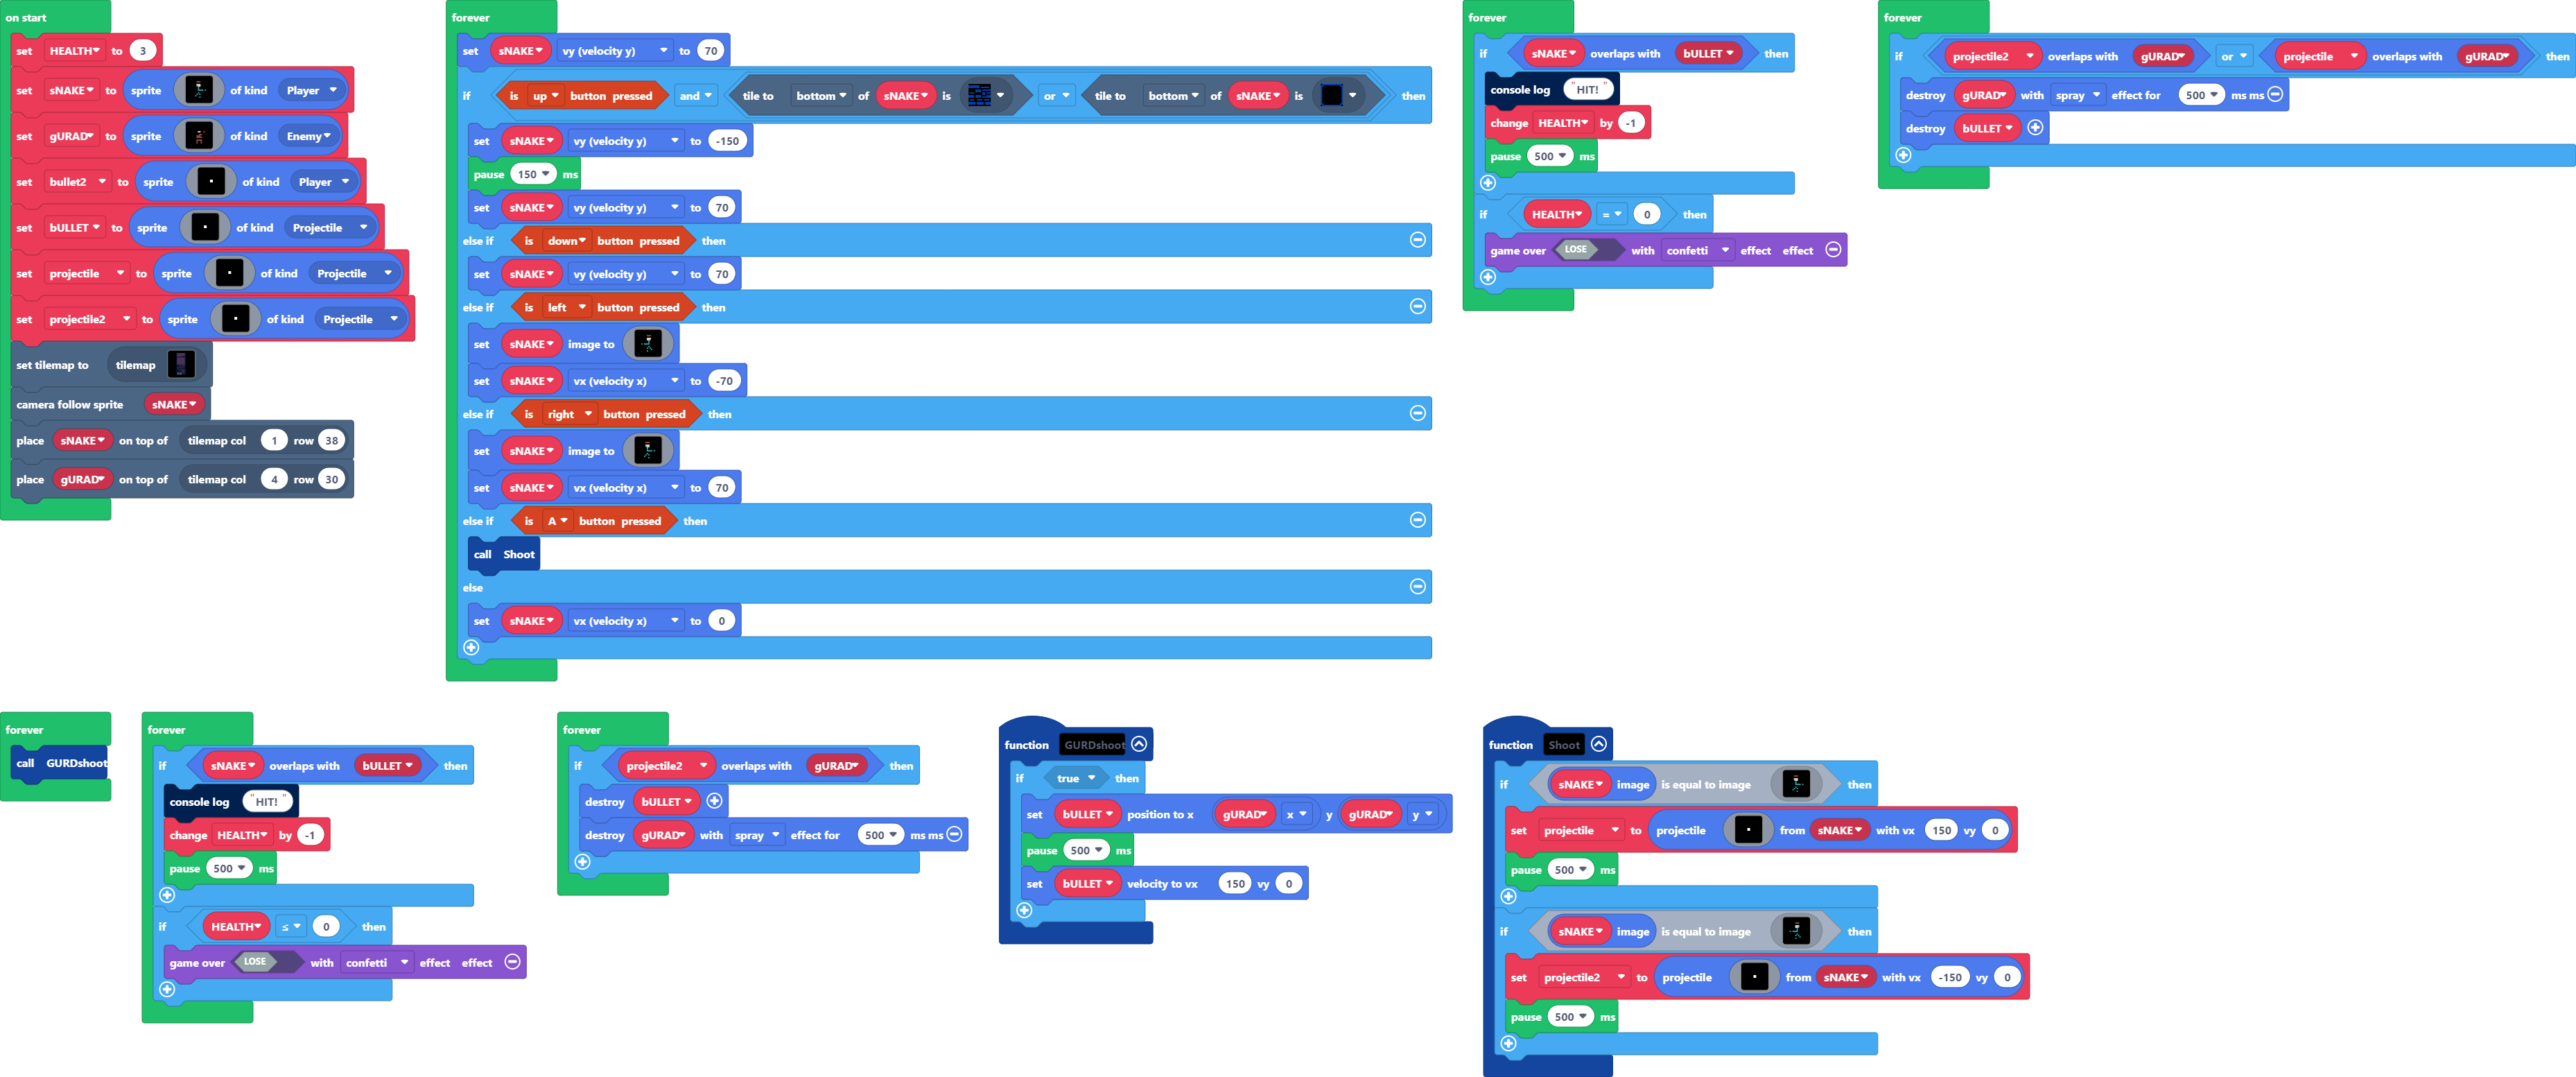 on start
set HEALTH to 3
set sNAKE to sprite of kind Player
set gURAD to sprite of kind Enemy
set bullet2 to sprite of kind Player
set bULLET to sprite of kind Projectile
set projectile to sprite of kind Projectile
set projectile2 to sprite of kind Projectile
set tilemap to tilemap
camera follow sprite sNAKE
place sNAKE on top of tilemap col 1 row 38
place gURAD on top of tilemap col 4 row 30
forever
set sNAKE vy (velocity y) to 70
if is up button pressed and tile to bottom of sNAKE is or tile to bottom of sNAKE is then
set sNAKE vy (velocity y) to -150
pause 150 ms
set sNAKE vy (velocity y) to 70
else if is down button pressed then
set sNAKE vy (velocity y) to 70
else if is left button pressed then
set sNAKE image to
set sNAKE vx (velocity x) to -70
else if is right button pressed then
set sNAKE image to
set sNAKE vx (velocity x) to 70
else if is A button pressed then
call Shoot
else
set sNAKE vx (velocity x) to 0
forever
if sNAKE overlaps with bULLET then
console log "HIT!"
change HEALTH by -1
pause 500 ms
if HEALTH = 0 then
game over LOSE with confetti effect effect
forever
if projectile2 overlaps with gURAD or projectile overlaps with gURAD then
destroy gURAD with spray effect for 500 ms ms
destroy bULLET
forever
call GURDshoot
forever
if sNAKE overlaps with bULLET then
console log "HIT!"
change HEALTH by -1
pause 500 ms
if HEALTH ≤ 0 then
game over LOSE with confetti effect effect
forever
if projectile2 overlaps with gURAD then
destroy bULLET
destroy gURAD with spray effect for 500 ms ms
function GURDshoot
if true then
set bULLET position to x gURAD x y gURAD y
pause 500 ms
set bULLET velocity to vx 150 vy 0
function Shoot
if sNAKE image is equal to image then
set projectile to projectile from sNAKE with vx 150 vy 0
pause 500 ms
if sNAKE image is equal to image then
set projectile2 to projectile from sNAKE with vx -150 vy 0
pause 500 ms